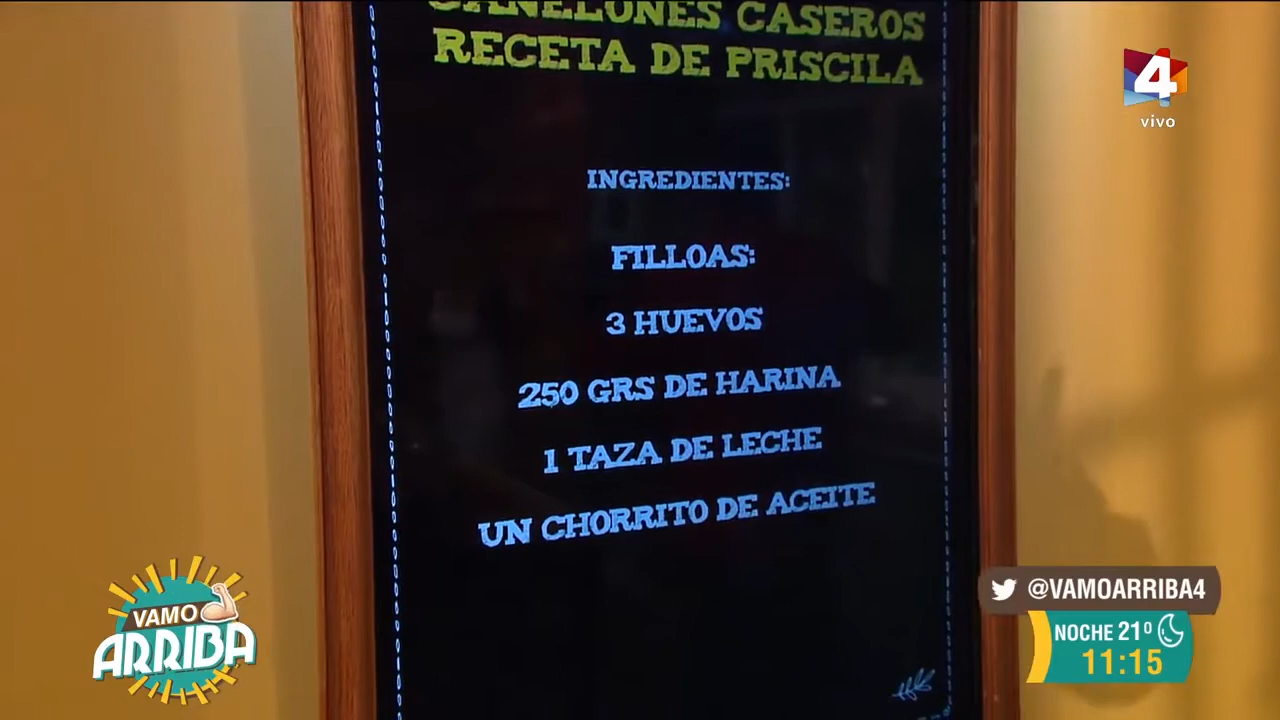 CANELONES CASEROS
RECETA DE PRISCILA
4
vivo
INGREDIENTES:
FILLOAS:
3 HUEVOS
250 GRS DE HARINA
1 TAZA DE LECHE
UN CHORRITO DE ACEITE
VAMO
ARRIBA
@VAMOARRIBA4
NOCHE 21º
11:15